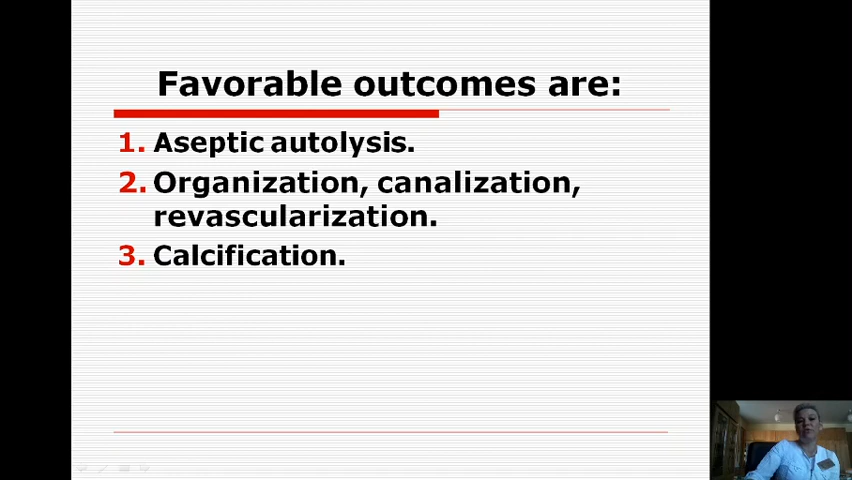 Favorable outcomes are:
1. Aseptic autolysis.
2. Organization, canalization,
revascularization.
3. Calcification.